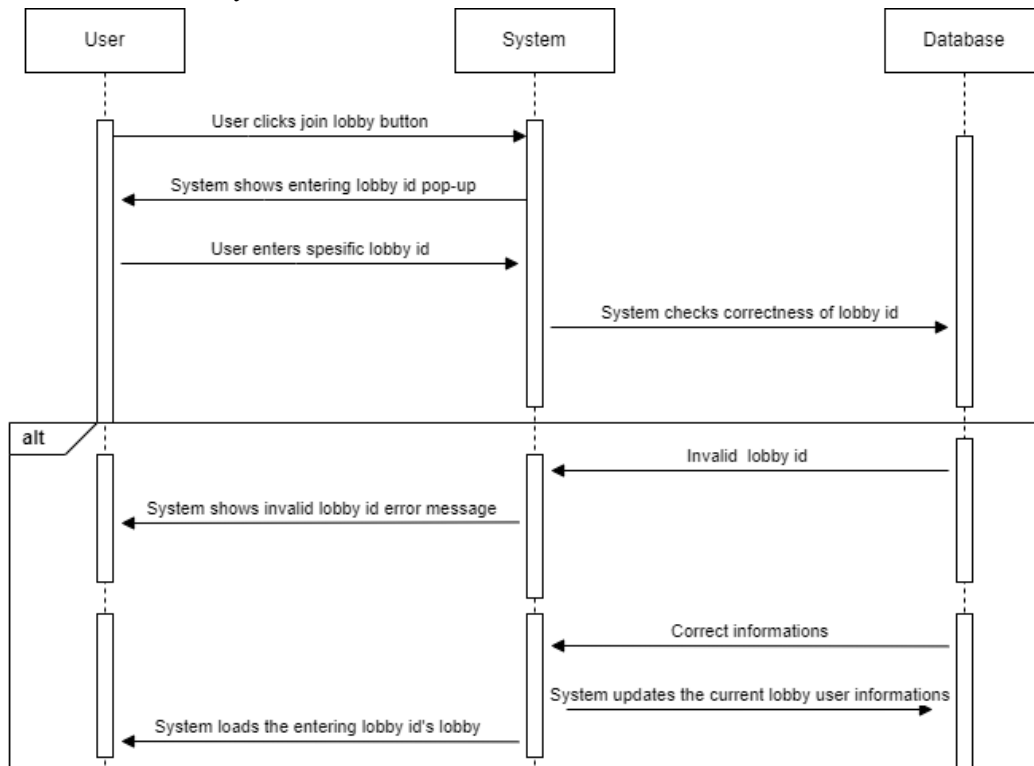 User
System
Database
User clicks join lobby button
System shows entering lobby id pop-up
User enters spesific lobby id
System checks correctness of lobby id
alt
Invalid lobby id
System shows invalid lobby id error message
Correct informations
System updates the current lobby user informations
System loads the entering lobby id's lobby